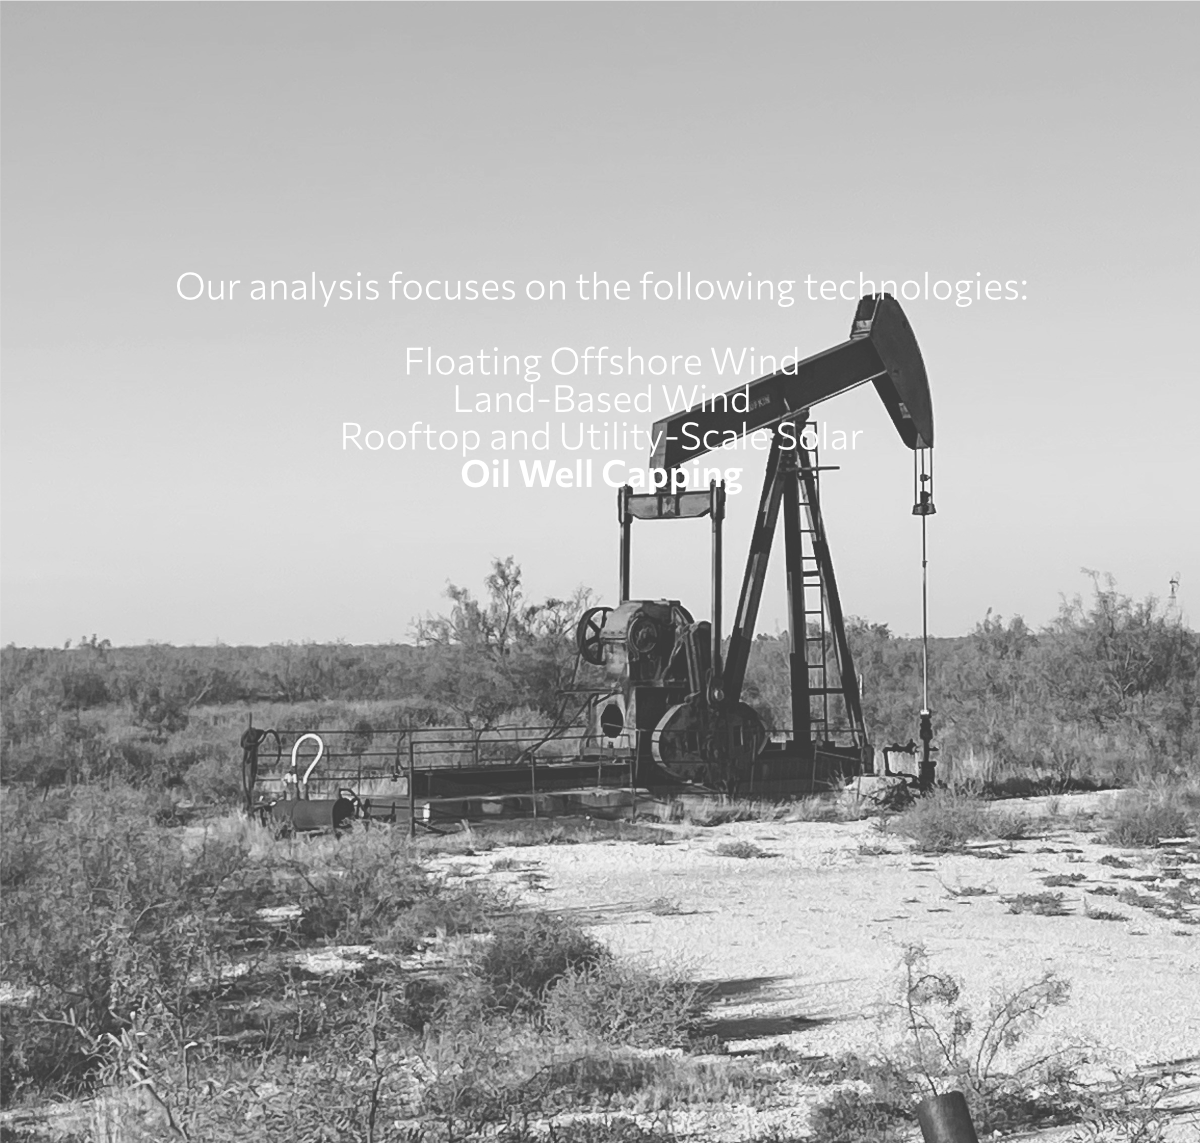 Our analysis focuses on the following technologies:
Floating Offshore Wind
Land-Based Wind
Rooftop and Utility-Scale Solar
Oil Well Capping